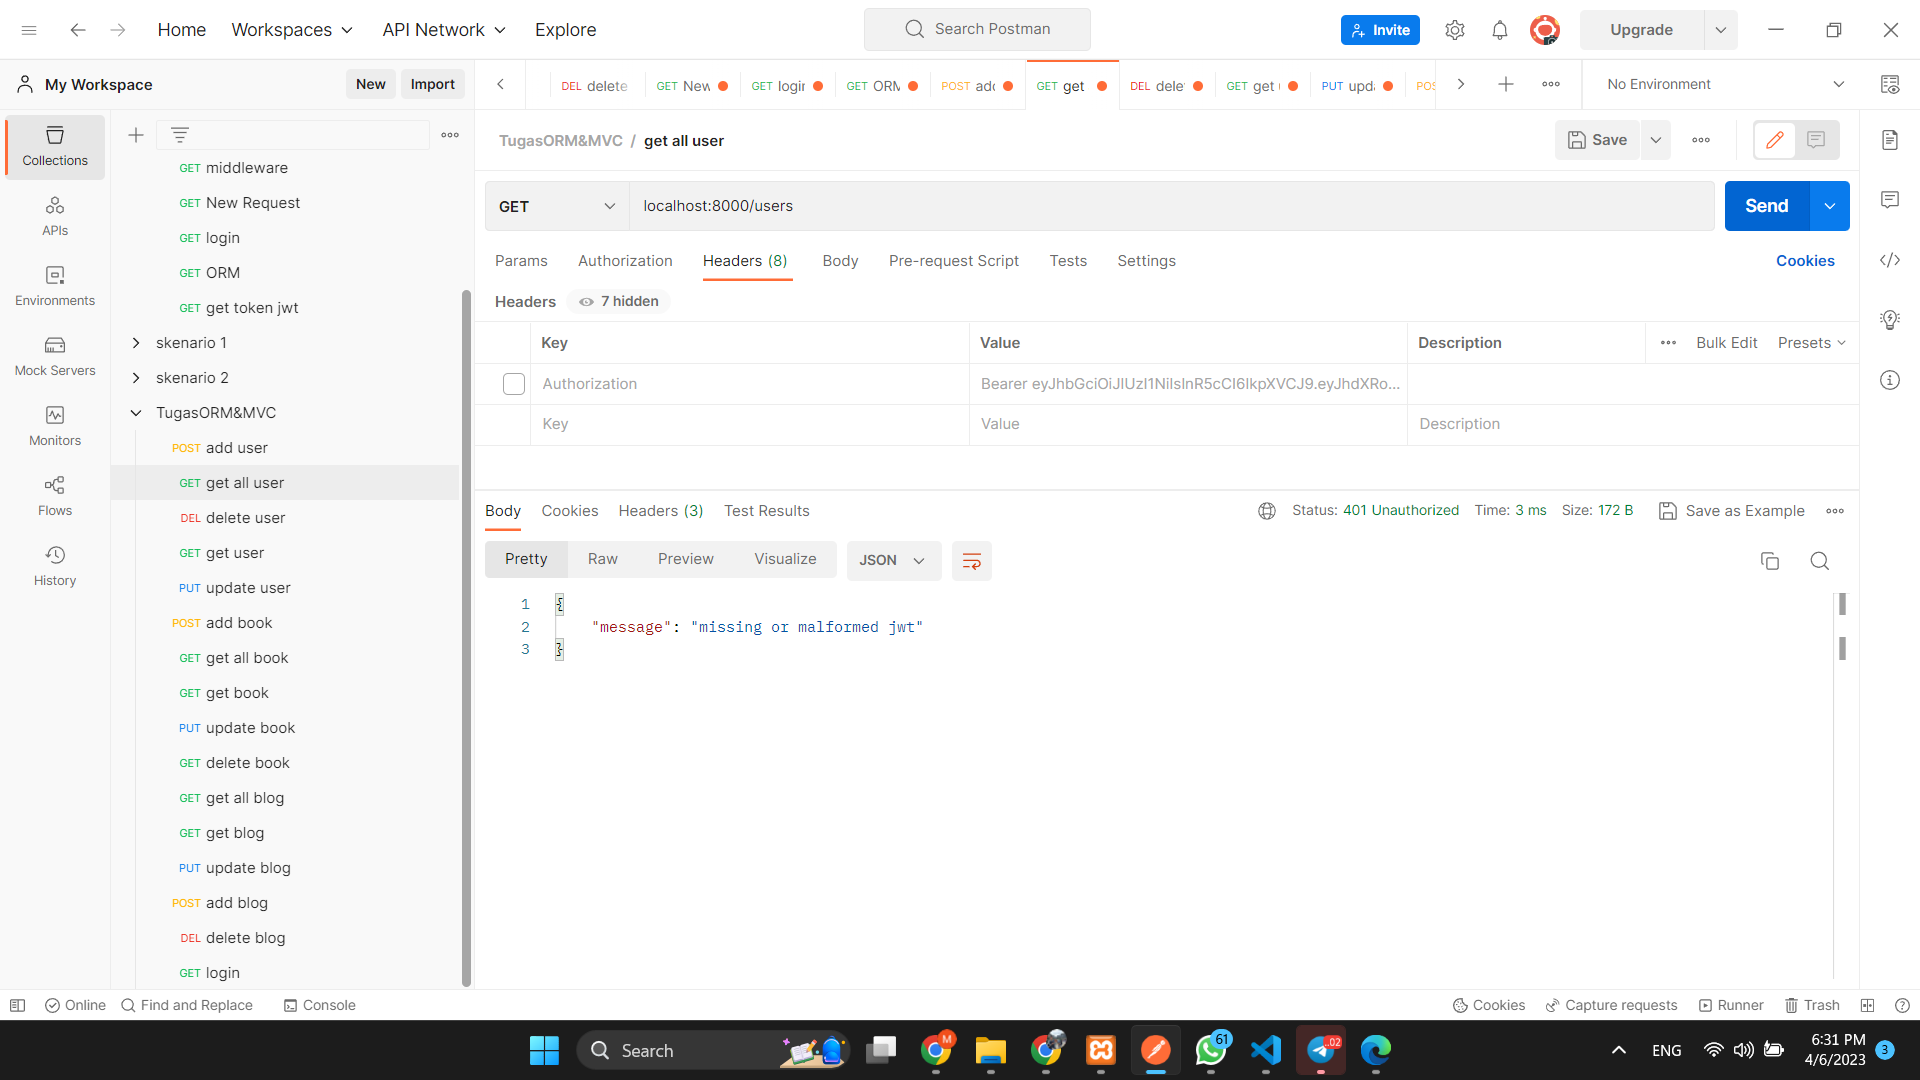 Home Workspaces API Network Explore Search Postman Invite Upgrade
My Workspace New Import DEL delete GET New GET login GET ORM POST GET get DEL GET get PUT No Environment
Collections
APIs
Environments
Mock Servers
Monitors
Flows
History
GET middleware
GET New Request
GET login
GET ORM
GET get token jwt
skenario 1
skenario 2
TugasORM&MVC
POST add user
GET get all user
DEL delete user
GET get user
PUT update user
POST add book
GET get all book
GET get book
PUT update book
GET delete book
GET get all blog
GET get blog
PUT update blog
POST add blog
DEL delete blog
GET login
TugasORM&MVC / get all user Save
GET localhost:8000/users Send
Params Authorization Headers (8) Body Pre-request Script Tests Settings Cookies
Headers 7 hidden
Key Value Description Bulk Edit Presets
Authorization Bearer
Key Value Description
Body Cookies Headers (3) Test Results Status: 401 Unauthorized Time: 3 ms Size: 172 B Save as Example
Pretty Raw Preview Visualize JSON
1 {
2 "message": "missing or malformed jwt"
3 }
Online Find and Replace Console Cookies Capture requests Runner Trash
Search M 61 ENG 6:31 PM
4/6/2023 3